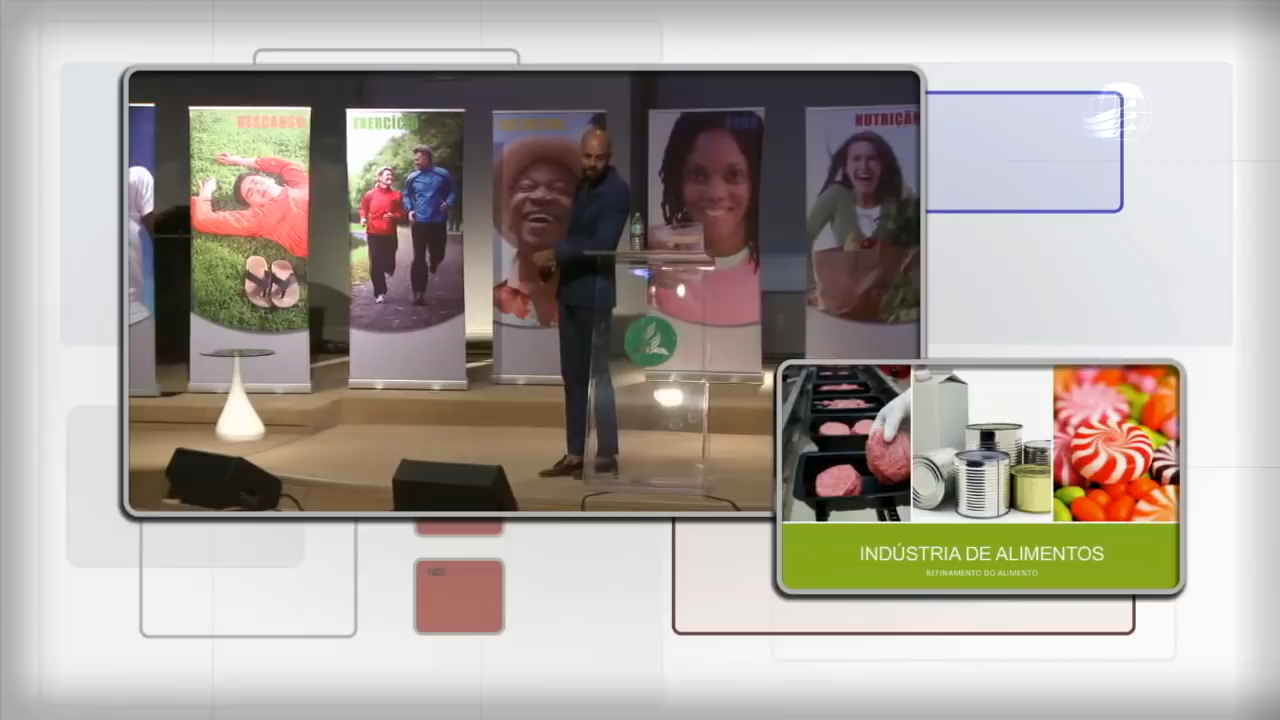 DESCANSO
EXERCÍCIO
NUTRIÇÃO
INDÚSTRIA DE ALIMENTOS
REFINAMENTO DO ALIMENTO